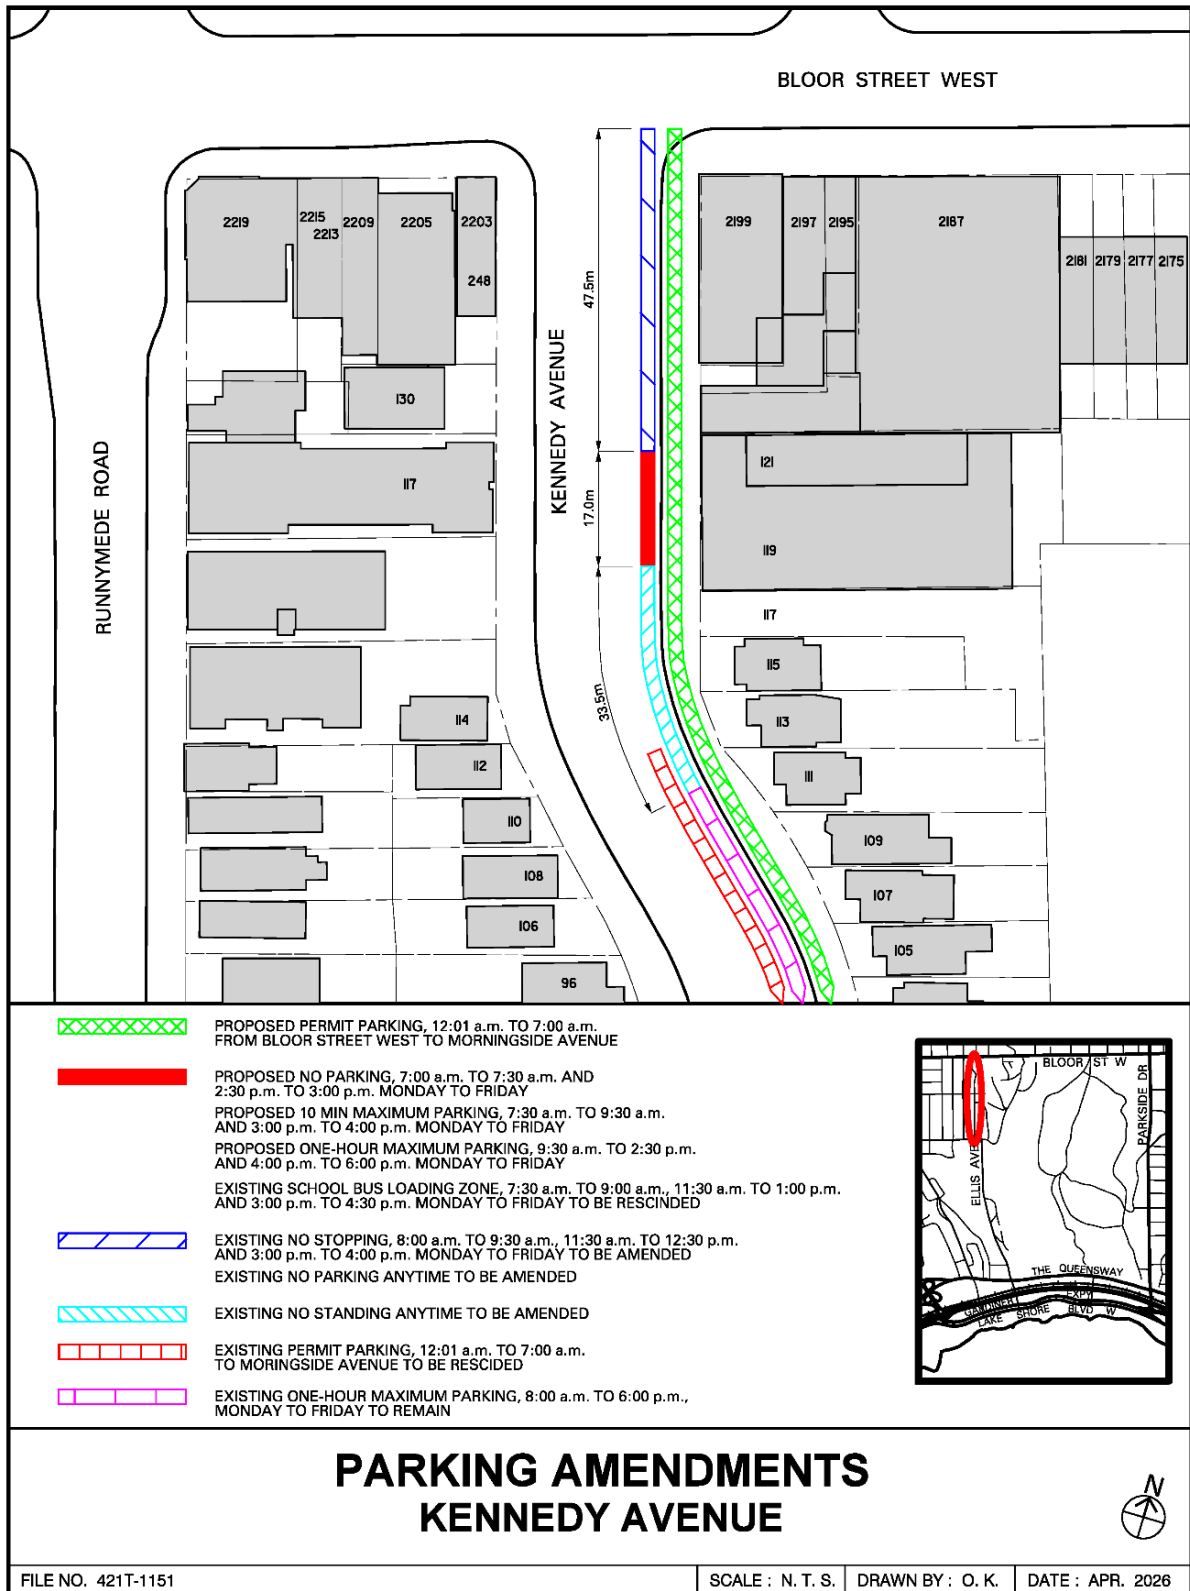 BLOOR STREET WEST
2219
2215
2213
2209
2205
2203
248
2199
2197
2195
2187
2181
2179
2177
2175
47.5m
KENNEDY AVENUE
RUNNYMEDE ROAD
130
117
17.0m
121
119
117
33.5m
115
114
113
112
111
110
109
108
107
106
105
96
PROPOSED PERMIT PARKING, 12:01 a.m. TO 7:00 a.m.
FROM BLOOR STREET WEST TO MORNINGSIDE AVENUE
PROPOSED NO PARKING, 7:00 a.m. TO 7:30 a.m. AND
2:30 p.m. TO 3:00 p.m. MONDAY TO FRIDAY
PROPOSED 10 MIN MAXIMUM PARKING, 7:30 a.m. TO 9:30 a.m.
AND 3:00 p.m. TO 4:00 p.m. MONDAY TO FRIDAY
PROPOSED ONE-HOUR MAXIMUM PARKING, 9:30 a.m. TO 2:30 p.m.
AND 4:00 p.m. TO 6:00 p.m. MONDAY TO FRIDAY
EXISTING SCHOOL BUS LOADING ZONE, 7:30 a.m. TO 9:00 a.m., 11:30 a.m. TO 1:00 p.m.
AND 3:00 p.m. TO 4:30 p.m. MONDAY TO FRIDAY TO BE RESCINDED
EXISTING NO STOPPING, 8:00 a.m. TO 9:30 a.m., 11:30 a.m. TO 12:30 p.m.
AND 3:00 p.m. TO 4:00 p.m. MONDAY TO FRIDAY TO BE AMENDED
EXISTING NO PARKING ANYTIME TO BE AMENDED
EXISTING NO STANDING ANYTIME TO BE AMENDED
EXISTING PERMIT PARKING, 12:01 a.m. TO 7:00 a.m.
TO MORINGSIDE AVENUE TO BE RESCIDED
EXISTING ONE-HOUR MAXIMUM PARKING, 8:00 a.m. TO 6:00 p.m.,
MONDAY TO FRIDAY TO REMAIN
BLOOR ST W
PARKSIDE DR
ELLIS AVE
THE QUEENSWAY
GARDINER EXPY
LAKE SHORE BLVD W
PARKING AMENDMENTS
KENNEDY AVENUE
N
FILE NO. 421T-1151
SCALE : N. T. S.
DRAWN BY : O. K.
DATE : APR. 2026